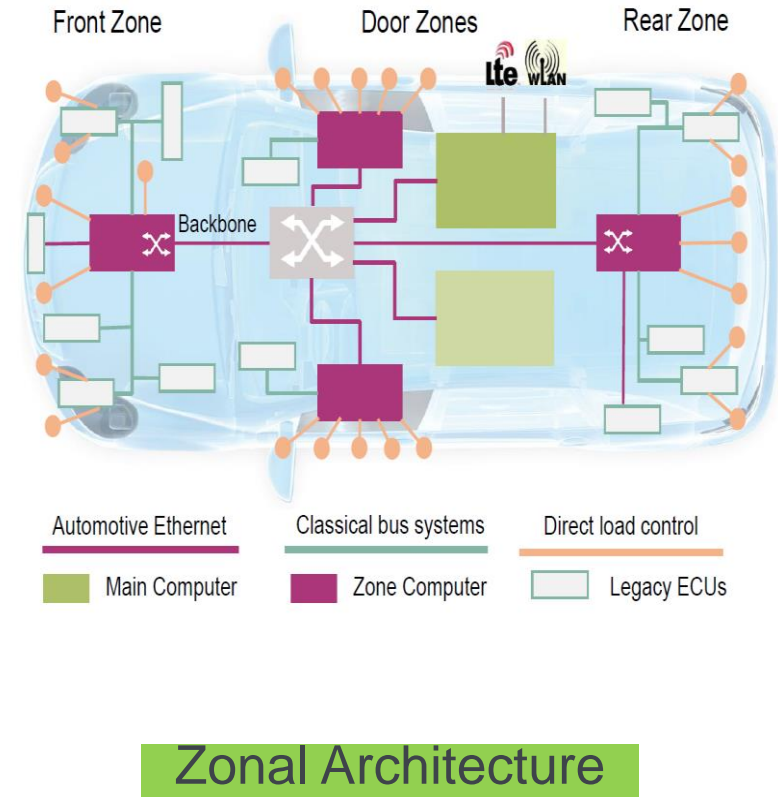 Front Zone
Door Zones
Rear Zone
lte WLAN
Backbone
Automotive Ethernet
Classical bus systems
Direct load control
Main Computer
Zone Computer
Legacy ECUs
Zonal Architecture